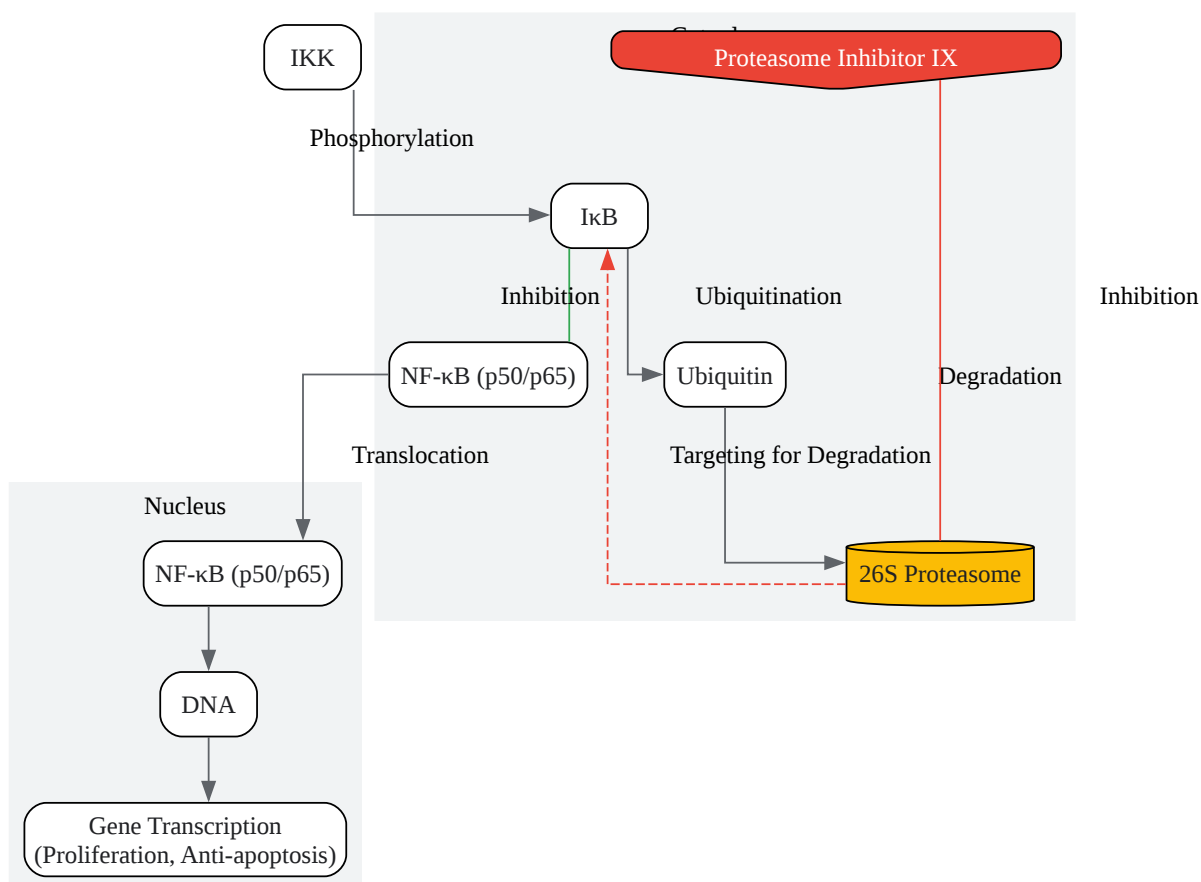 IKK
Proteasome Inhibitor IX
Phosphorylation
IκB
Inhibition
Ubiquitination
Inhibition
NF-κB (p50/p65)
Ubiquitin
Degradation
Translocation
Targeting for Degradation
Nucleus
NF-κB (p50/p65)
26S Proteasome
DNA
Gene Transcription
(Proliferation, Anti-apoptosis)